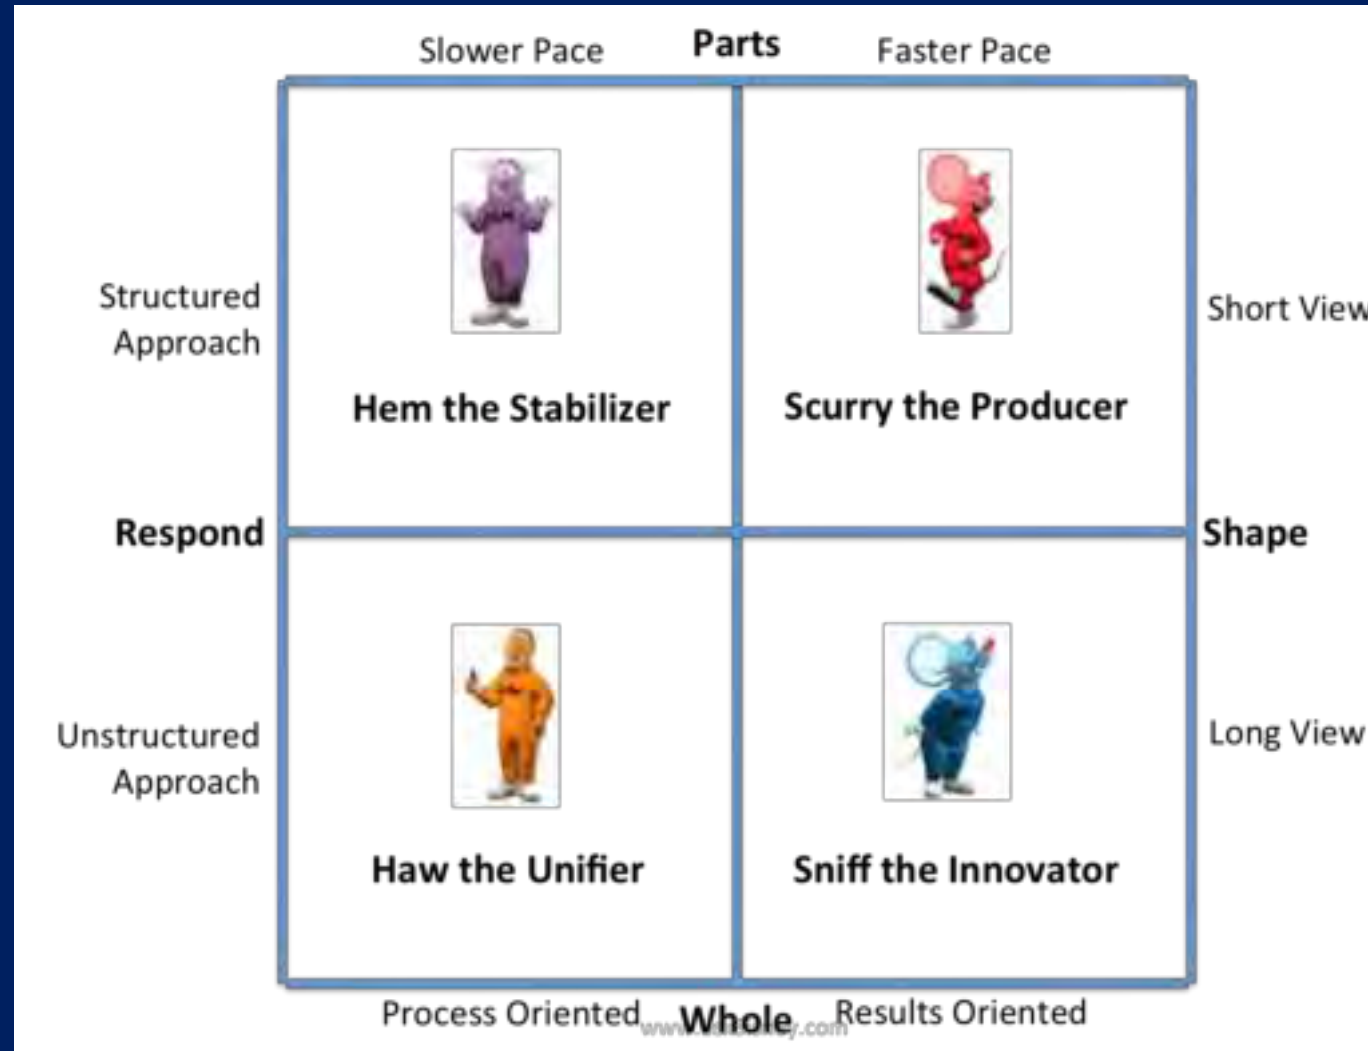 Slower Pace Parts Faster Pace
Structured
Approach
Short View
Hem the Stabilizer
Scurry the Producer
Respond
Shape
Unstructured
Approach
Long View
Haw the Unifier
Sniff the Innovator
Process Oriented Whole Results Oriented